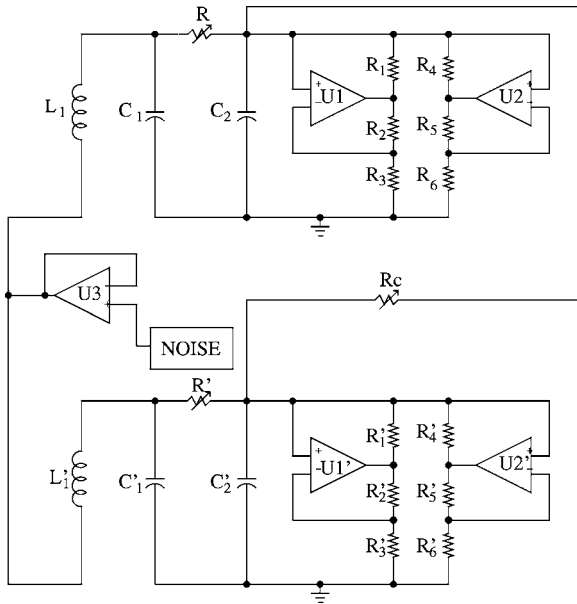 R
R1
R4
+
-
U1
+
-
U2
L1
C1
C2
R2
R5
R3
R6
U3
+
NOISE
Rc
R'
R'1
R'4
+
-
U1'
+
-
U2'
L'1
C'1
C'2
R'2
R'5
R'3
R'6